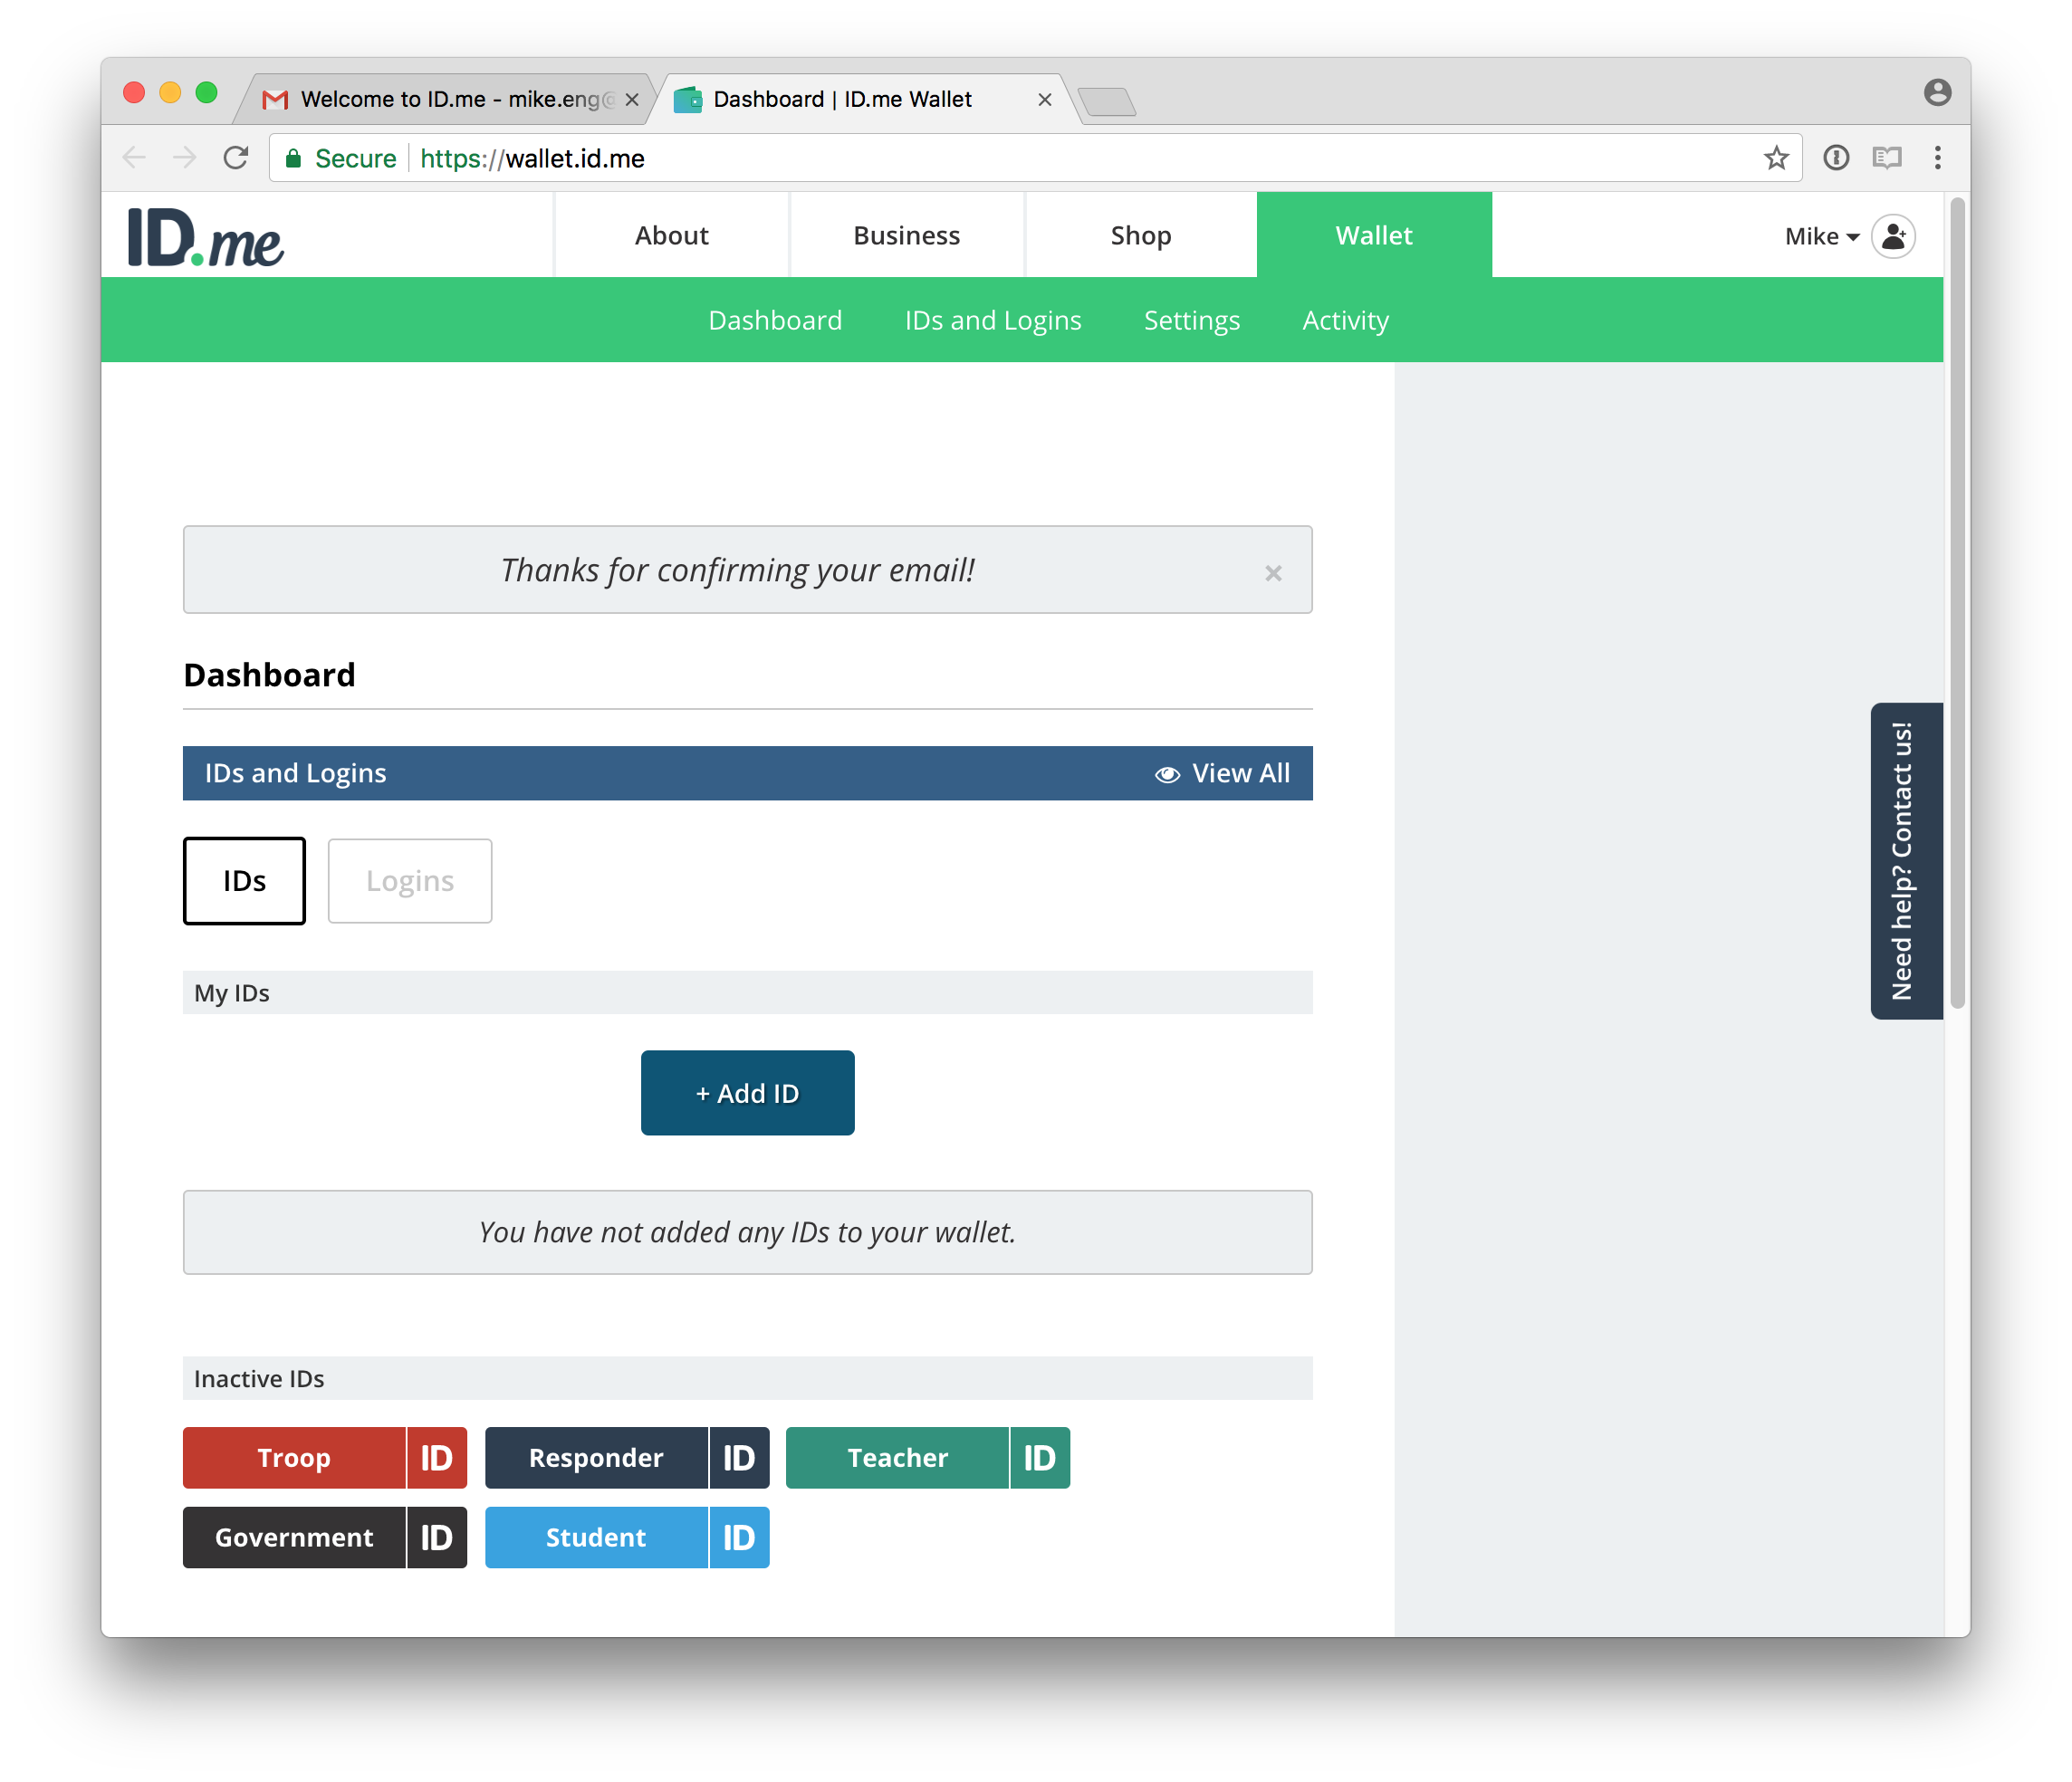 Welcome to ID.me - mike.eng@
Dashboard | ID.me Wallet
Secure https://wallet.id.me
ID.me
About
Business
Shop
Wallet
Mike
Dashboard
IDs and Logins
Settings
Activity
Thanks for confirming your email!
Dashboard
IDs and Logins
View All
IDs
Logins
Need help? Contact us!
My IDs
+ Add ID
You have not added any IDs to your wallet.
Inactive IDs
Troop ID
Responder ID
Teacher ID
Government ID
Student ID